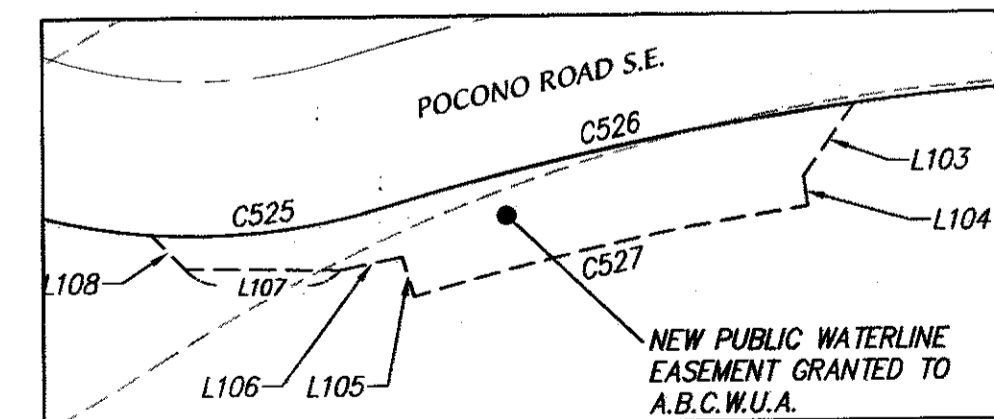 POCONO ROAD S.E.
C526
L103
C525
L104
C527
L108
L107
NEW PUBLIC WATERLINE
EASEMENT GRANTED TO
A.B.C.W.U.A.
L106
L105